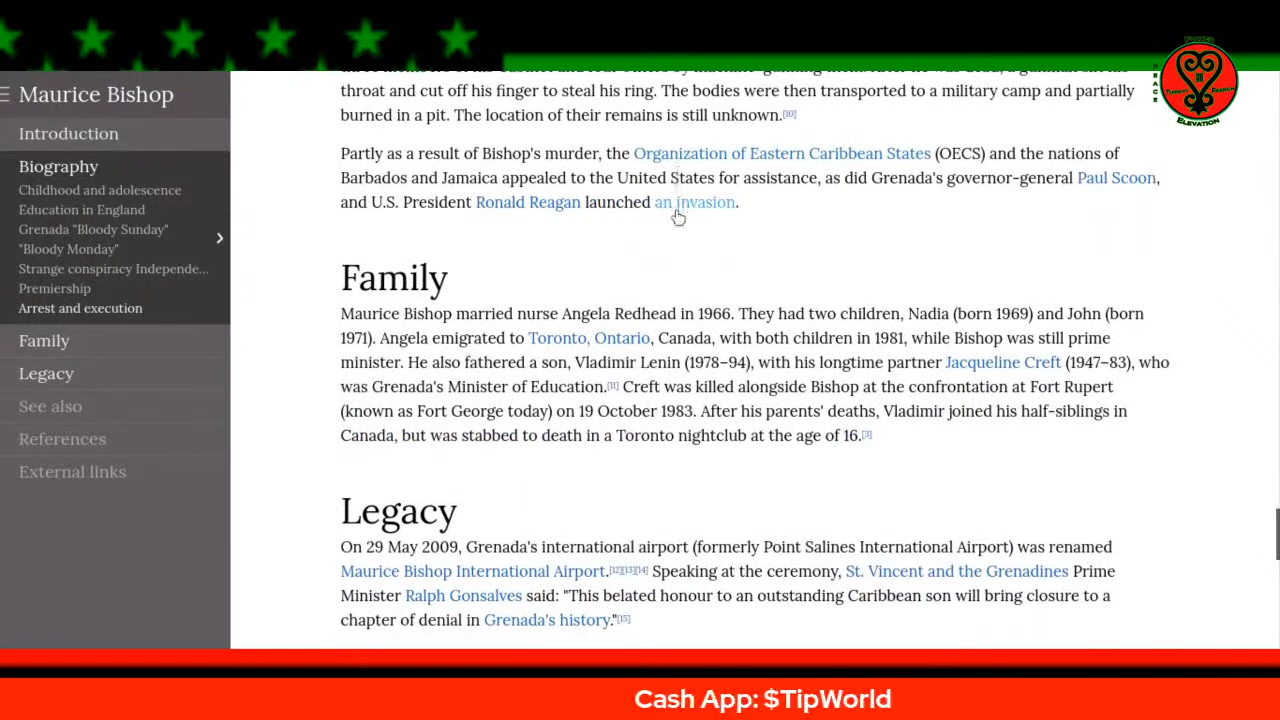 Maurice Bishop
Introduction
Biography
Childhood and adolescence
Education in England
Grenada "Bloody Sunday"
"Bloody Monday"
Strange conspiracy Independe...
Premiership
Arrest and execution
Family
Legacy
See also
References
External links
throat and cut off his finger to steal his ring. The bodies were then transported to a military camp and partially
burned in a pit. The location of their remains is still unknown.[10]
Partly as a result of Bishop's murder, the Organization of Eastern Caribbean States (OECS) and the nations of
Barbados and Jamaica appealed to the United States for assistance, as did Grenada's governor-general Paul Scoon,
and U.S. President Ronald Reagan launched an invasion.
Family
Maurice Bishop married nurse Angela Redhead in 1966. They had two children, Nadia (born 1969) and John (born
1971). Angela emigrated to Toronto, Ontario, Canada, with both children in 1981, while Bishop was still prime
minister. He also fathered a son, Vladimir Lenin (1978–94), with his longtime partner Jacqueline Creft (1947–83), who
was Grenada's Minister of Education.[11] Creft was killed alongside Bishop at the confrontation at Fort Rupert
(known as Fort George today) on 19 October 1983. After his parents' deaths, Vladimir joined his half-siblings in
Canada, but was stabbed to death in a Toronto nightclub at the age of 16.[3]
Legacy
On 29 May 2009, Grenada's international airport (formerly Point Salines International Airport) was renamed
Maurice Bishop International Airport.[12][13][14] Speaking at the ceremony, St. Vincent and the Grenadines Prime
Minister Ralph Gonsalves said: "This belated honour to an outstanding Caribbean son will bring closure to a
chapter of denial in Grenada's history."[15]
POWER
PEACE
ELEVATION
Cash App: $TipWorld